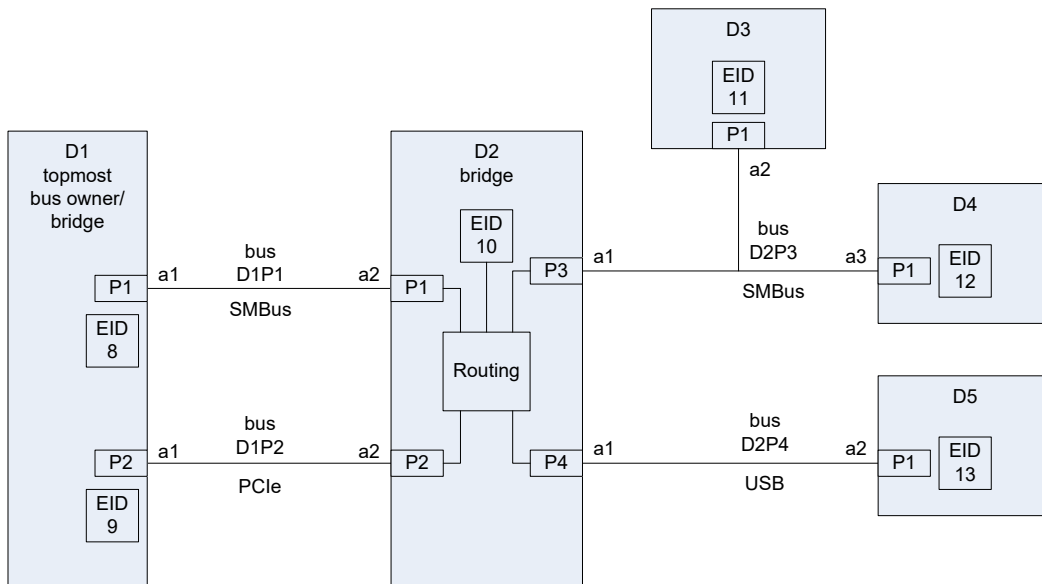 D3
EID
11
P1
a2
D1
topmost
bus owner/
bridge
P1
EID
8
P2
EID
9
a1
bus
D1P1
a2
SMBus
a1
bus
D1P2
a2
PCIe
D2
bridge
EID
10
P1
P3
Routing
P2
P4
a1
bus
D2P3
a3
SMBus
D4
P1
EID
12
a1
bus
D2P4
a2
USB
D5
P1
EID
13